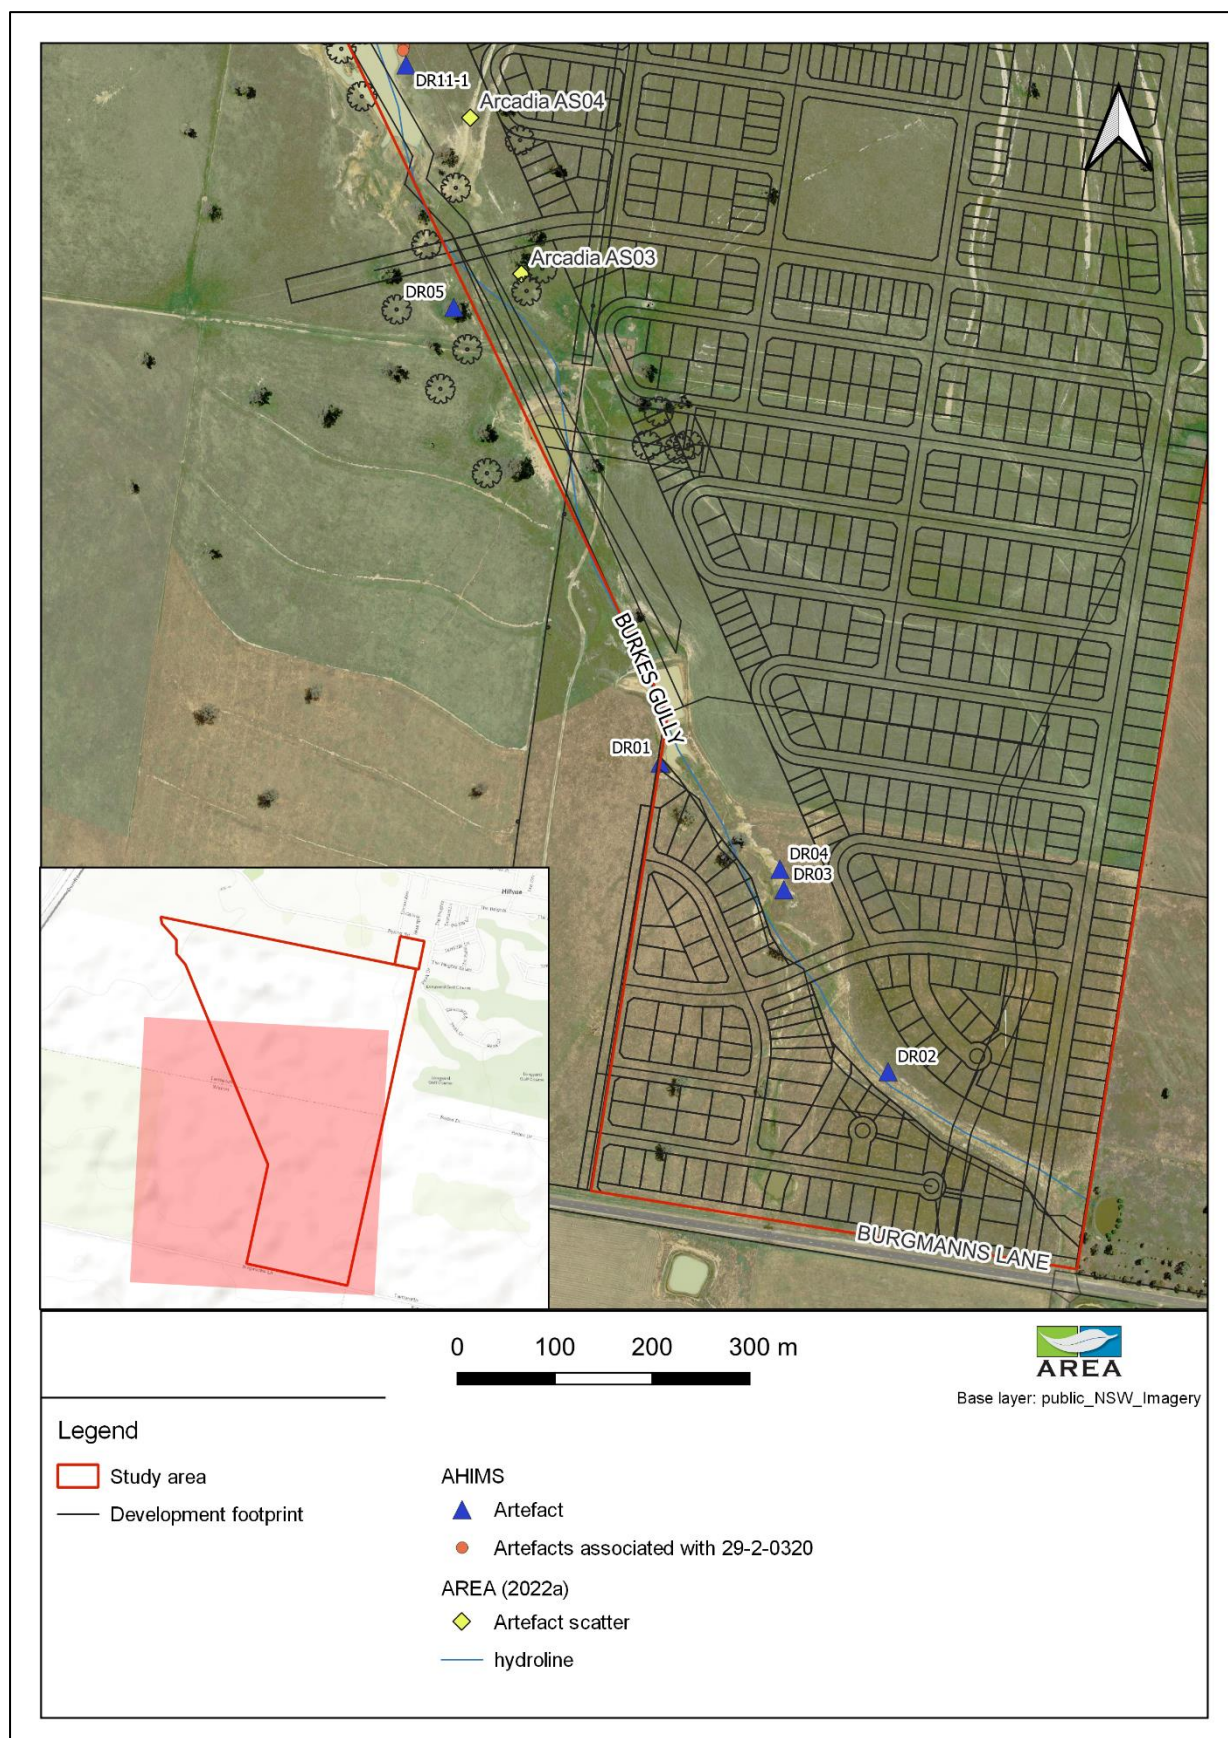 DR11-1
Arcadia AS04
Arcadia AS03
DR05
BURKES GULLY
DR01
DR04
DR03
DR02
BURGMANNS LANE
Hillvue
0 100 200 300 m
AREA
Base layer: public_NSW_Imagery
Legend
Study area
Development footprint
AHIMS
Artefact
Artefacts associated with 29-2-0320
AREA (2022a)
Artefact scatter
hydroline